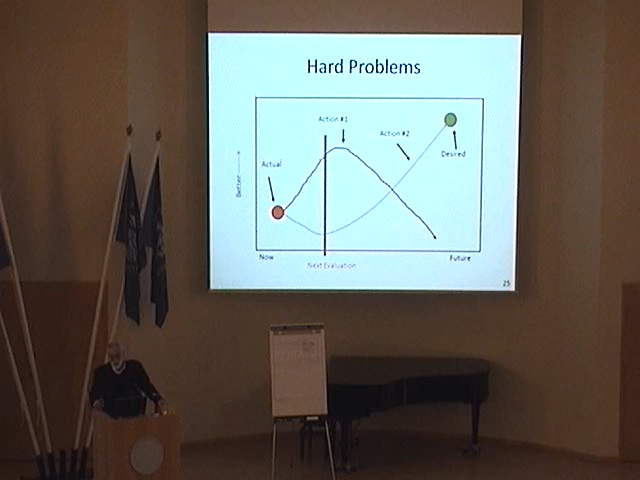 Hard Problems
Action #1
Action #2
Desired
Actual
Better
Now
Future
Next Evaluation
25